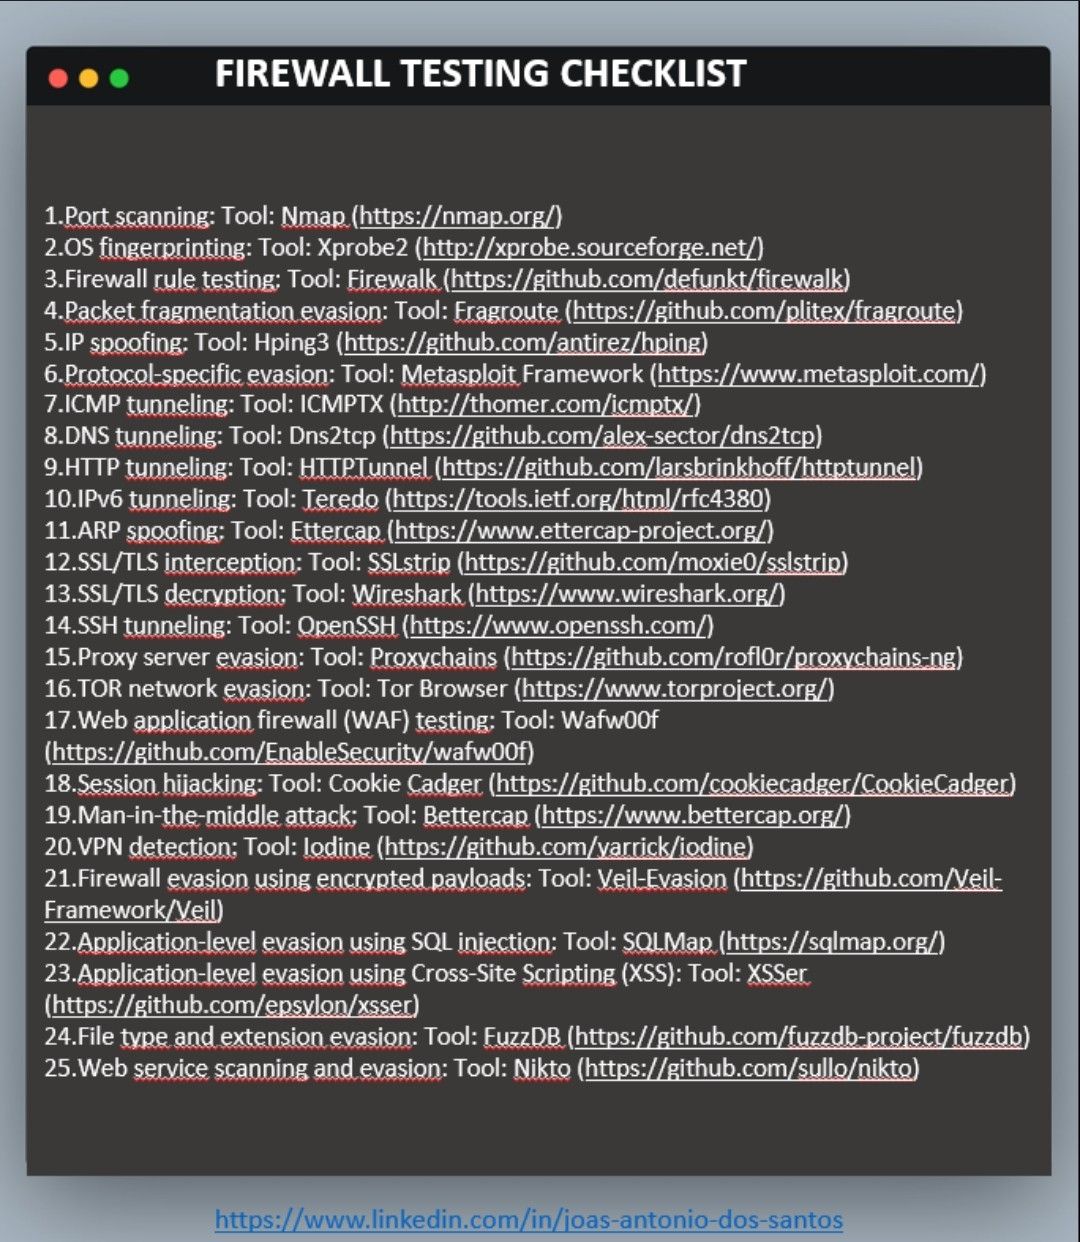 FIREWALL TESTING CHECKLIST
1.Port scanning: Tool: Nmap (https://nmap.org/)
2.OS fingerprinting: Tool: Xprobe2 (http://xprobe.sourceforge.net/)
3.Firewall rule testing: Tool: Firewalk (https://github.com/defunkt/firewalk)
4.Packet fragmentation evasion: Tool: Fragroute (https://github.com/plitex/fragroute)
5.IP spoofing: Tool: Hping3 (https://github.com/antirez/hping)
6.Protocol-specific evasion: Tool: Metasploit Framework (https://www.metasploit.com/)
7.ICMP tunneling: Tool: ICMPTX (http://thomer.com/icmptx/)
8.DNS tunneling: Tool: Dns2tcp (https://github.com/alex-sector/dns2tcp)
9.HTTP tunneling: Tool: HTTPTunnel (https://github.com/larsbrinkhoff/httptunnel)
10.IPv6 tunneling: Tool: Teredo (https://tools.ietf.org/html/rfc4380)
11.ARP spoofing: Tool: Ettercap (https://www.ettercap-project.org/)
12.SSL/TLS interception: Tool: SSLstrip (https://github.com/moxie0/sslstrip)
13.SSL/TLS decryption: Tool: Wireshark (https://www.wireshark.org/)
14.SSH tunneling: Tool: OpenSSH (https://www.openssh.com/)
15.Proxy server evasion: Tool: Proxychains (https://github.com/rofl0r/proxychains-ng)
16.TOR network evasion: Tool: Tor Browser (https://www.torproject.org/)
17.Web application firewall (WAF) testing: Tool: Wafw00f
(https://github.com/EnableSecurity/wafw00f)
18.Session hijacking: Tool: Cookie Cadger (https://github.com/cookiecadger/CookieCadger)
19.Man-in-the-middle attack: Tool: Bettercap (https://www.bettercap.org/)
20.VPN detection: Tool: Iodine (https://github.com/yarrick/iodine)
21.Firewall evasion using encrypted payloads: Tool: Veil-Evasion (https://github.com/Veil-
Framework/Veil)
22.Application-level evasion using SQL injection: Tool: SQLMap (https://sqlmap.org/)
23.Application-level evasion using Cross-Site Scripting (XSS): Tool: XSSer
(https://github.com/epsylon/xsser)
24.File type and extension evasion: Tool: FuzzDB (https://github.com/fuzzdb-project/fuzzdb)
25.Web service scanning and evasion: Tool: Nikto (https://github.com/sullo/nikto)
https://www.linkedin.com/in/joas-antonio-dos-santos